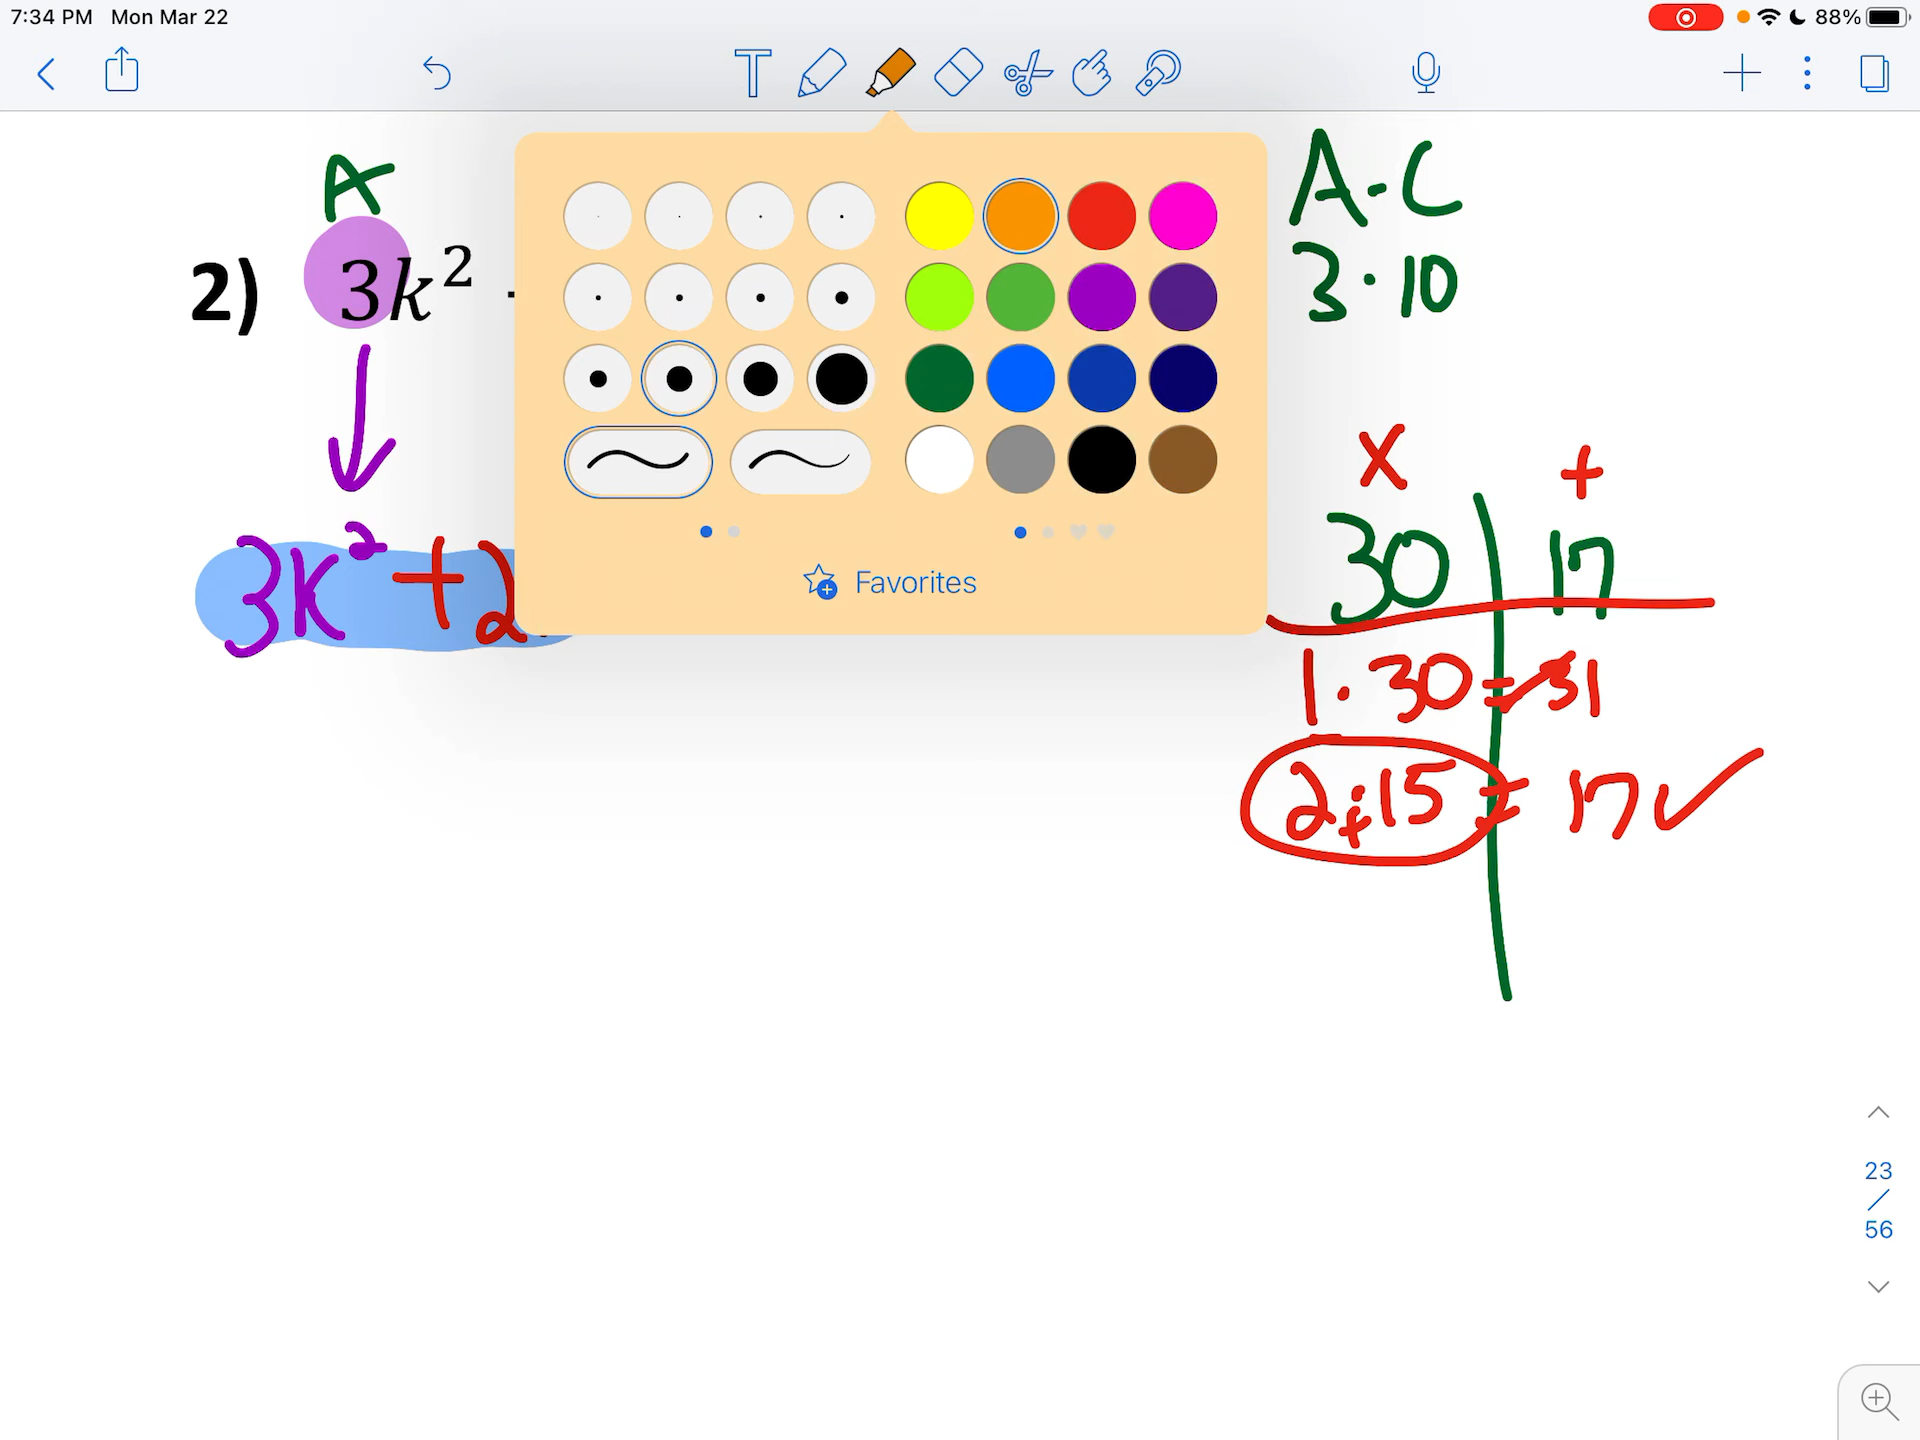 7:34 PM Mon Mar 22
88%
T
A
2) 3k²
3k² + 2
Favorites
A - C
3 · 10
x +
30 17
1 · 30 = 31
2 · 15 = 17 ✓
+
23
/
56